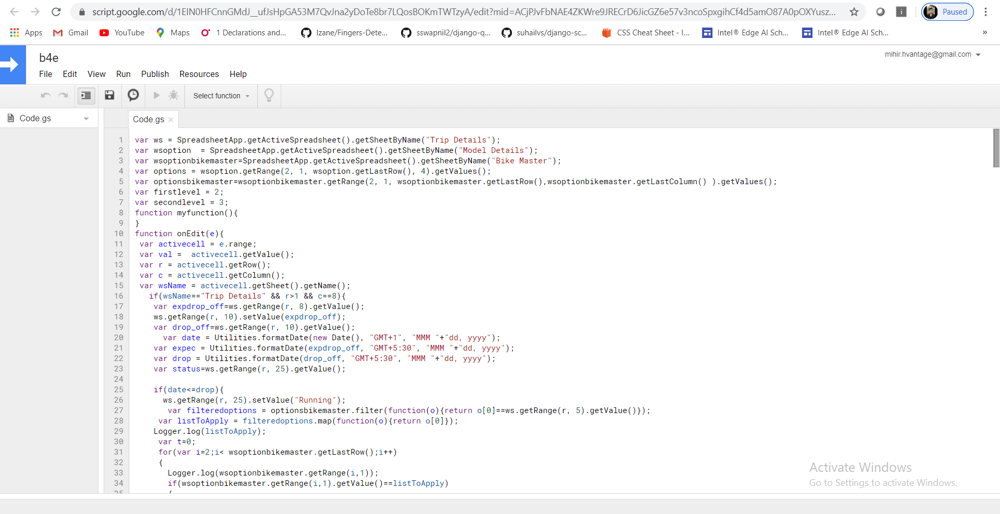 script.google.com/d/1EIN0HFCnnGMdJ__ufJsHpGA53M7QvJna2yDoTe8br7LQosBOKmTWTzyA/edit?mid=ACjPJvFbNAE4ZKWre9JRECrD6JicGZ6e57v3ncoSpxgihCf4d5amO87A0pOXYusz...
Paused
Apps Gmail YouTube Maps 1 Declarations and... Izane/Fingers-Dete... sswapnil2/django-q... suhailvs/django-sc... CSS Cheat Sheet - I... Intel® Edge AI Sch... Intel® Edge AI Sch... »
b4e
mihir.hvantage@gmail.com
File Edit View Run Publish Resources Help
Select function
Code.gs
Code.gs
1 var ws = SpreadsheetApp.getActiveSpreadsheet().getSheetByName("Trip Details");
2 var wsoption  = SpreadsheetApp.getActiveSpreadsheet().getSheetByName("Model Details");
3 var wsoptionbikemaster=SpreadsheetApp.getActiveSpreadsheet().getSheetByName("Bike Master");
4 var options = wsoption.getRange(2, 1, wsoption.getLastRow(), 4).getValues();
5 var optionsbikemaster=wsoptionbikemaster.getRange(2, 1, wsoptionbikemaster.getLastRow(),wsoptionbikemaster.getLastColumn() ).getValues();
6 var firstlevel = 2;
7 var secondlevel = 3;
8 function myfunction(){
9 }
10 function onEdit(e){
11 var activecell = e.range;
12 var val =  activecell.getValue();
13 var r = activecell.getRow();
14 var c = activecell.getColumn();
15 var wsName = activecell.getSheet().getName();
16 if(wsName=="Trip Details" && r>1 && c==8){
17 var expdrop_off=ws.getRange(r, 8).getValue();
18 ws.getRange(r, 10).setValue(expdrop_off);
19 var drop_off=ws.getRange(r, 10).getValue();
20 var date = Utilities.formatDate(new Date(), "GMT+1", "MMM "+"dd, yyyy");
21 var expec = Utilities.formatDate(expdrop_off, "GMT+5:30", "MMM "+"dd, yyyy");
22 var drop = Utilities.formatDate(drop_off, "GMT+5:30", "MMM "+"dd, yyyy");
23 var status=ws.getRange(r, 25).getValue();
24
25 if(date<=drop){
26 ws.getRange(r, 25).setValue("Running");
27 var filteredoptions = optionsbikemaster.filter(function(o){return o[0]==ws.getRange(r, 5).getValue()});
28 var listToApply = filteredoptions.map(function(o){return o[0]});
29 Logger.log(listToApply);
30 var t=0;
31 for(var i=2;i< wsoptionbikemaster.getLastRow();i++)
32 {
33 Logger.log(wsoptionbikemaster.getRange(i,1));
34 if(wsoptionbikemaster.getRange(i,1).getValue()==listToApply)
Activate Windows
Go to Settings to activate Windows.